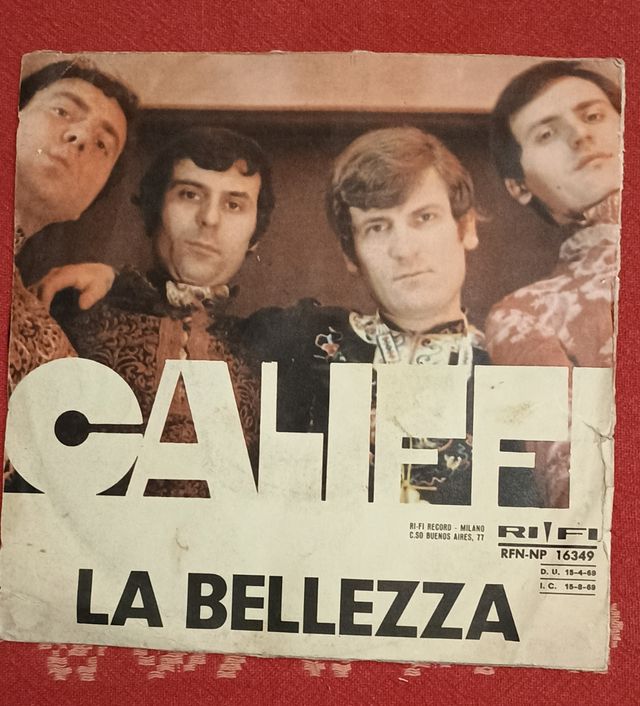 CALIFFI
RI-FI RECORD - MILANO
C.SO BUENOS AIRES, 77
RI FI
RFN-NP 16349
D. U. 15-4-69
I. C. 15-8-69
LA BELLEZZA